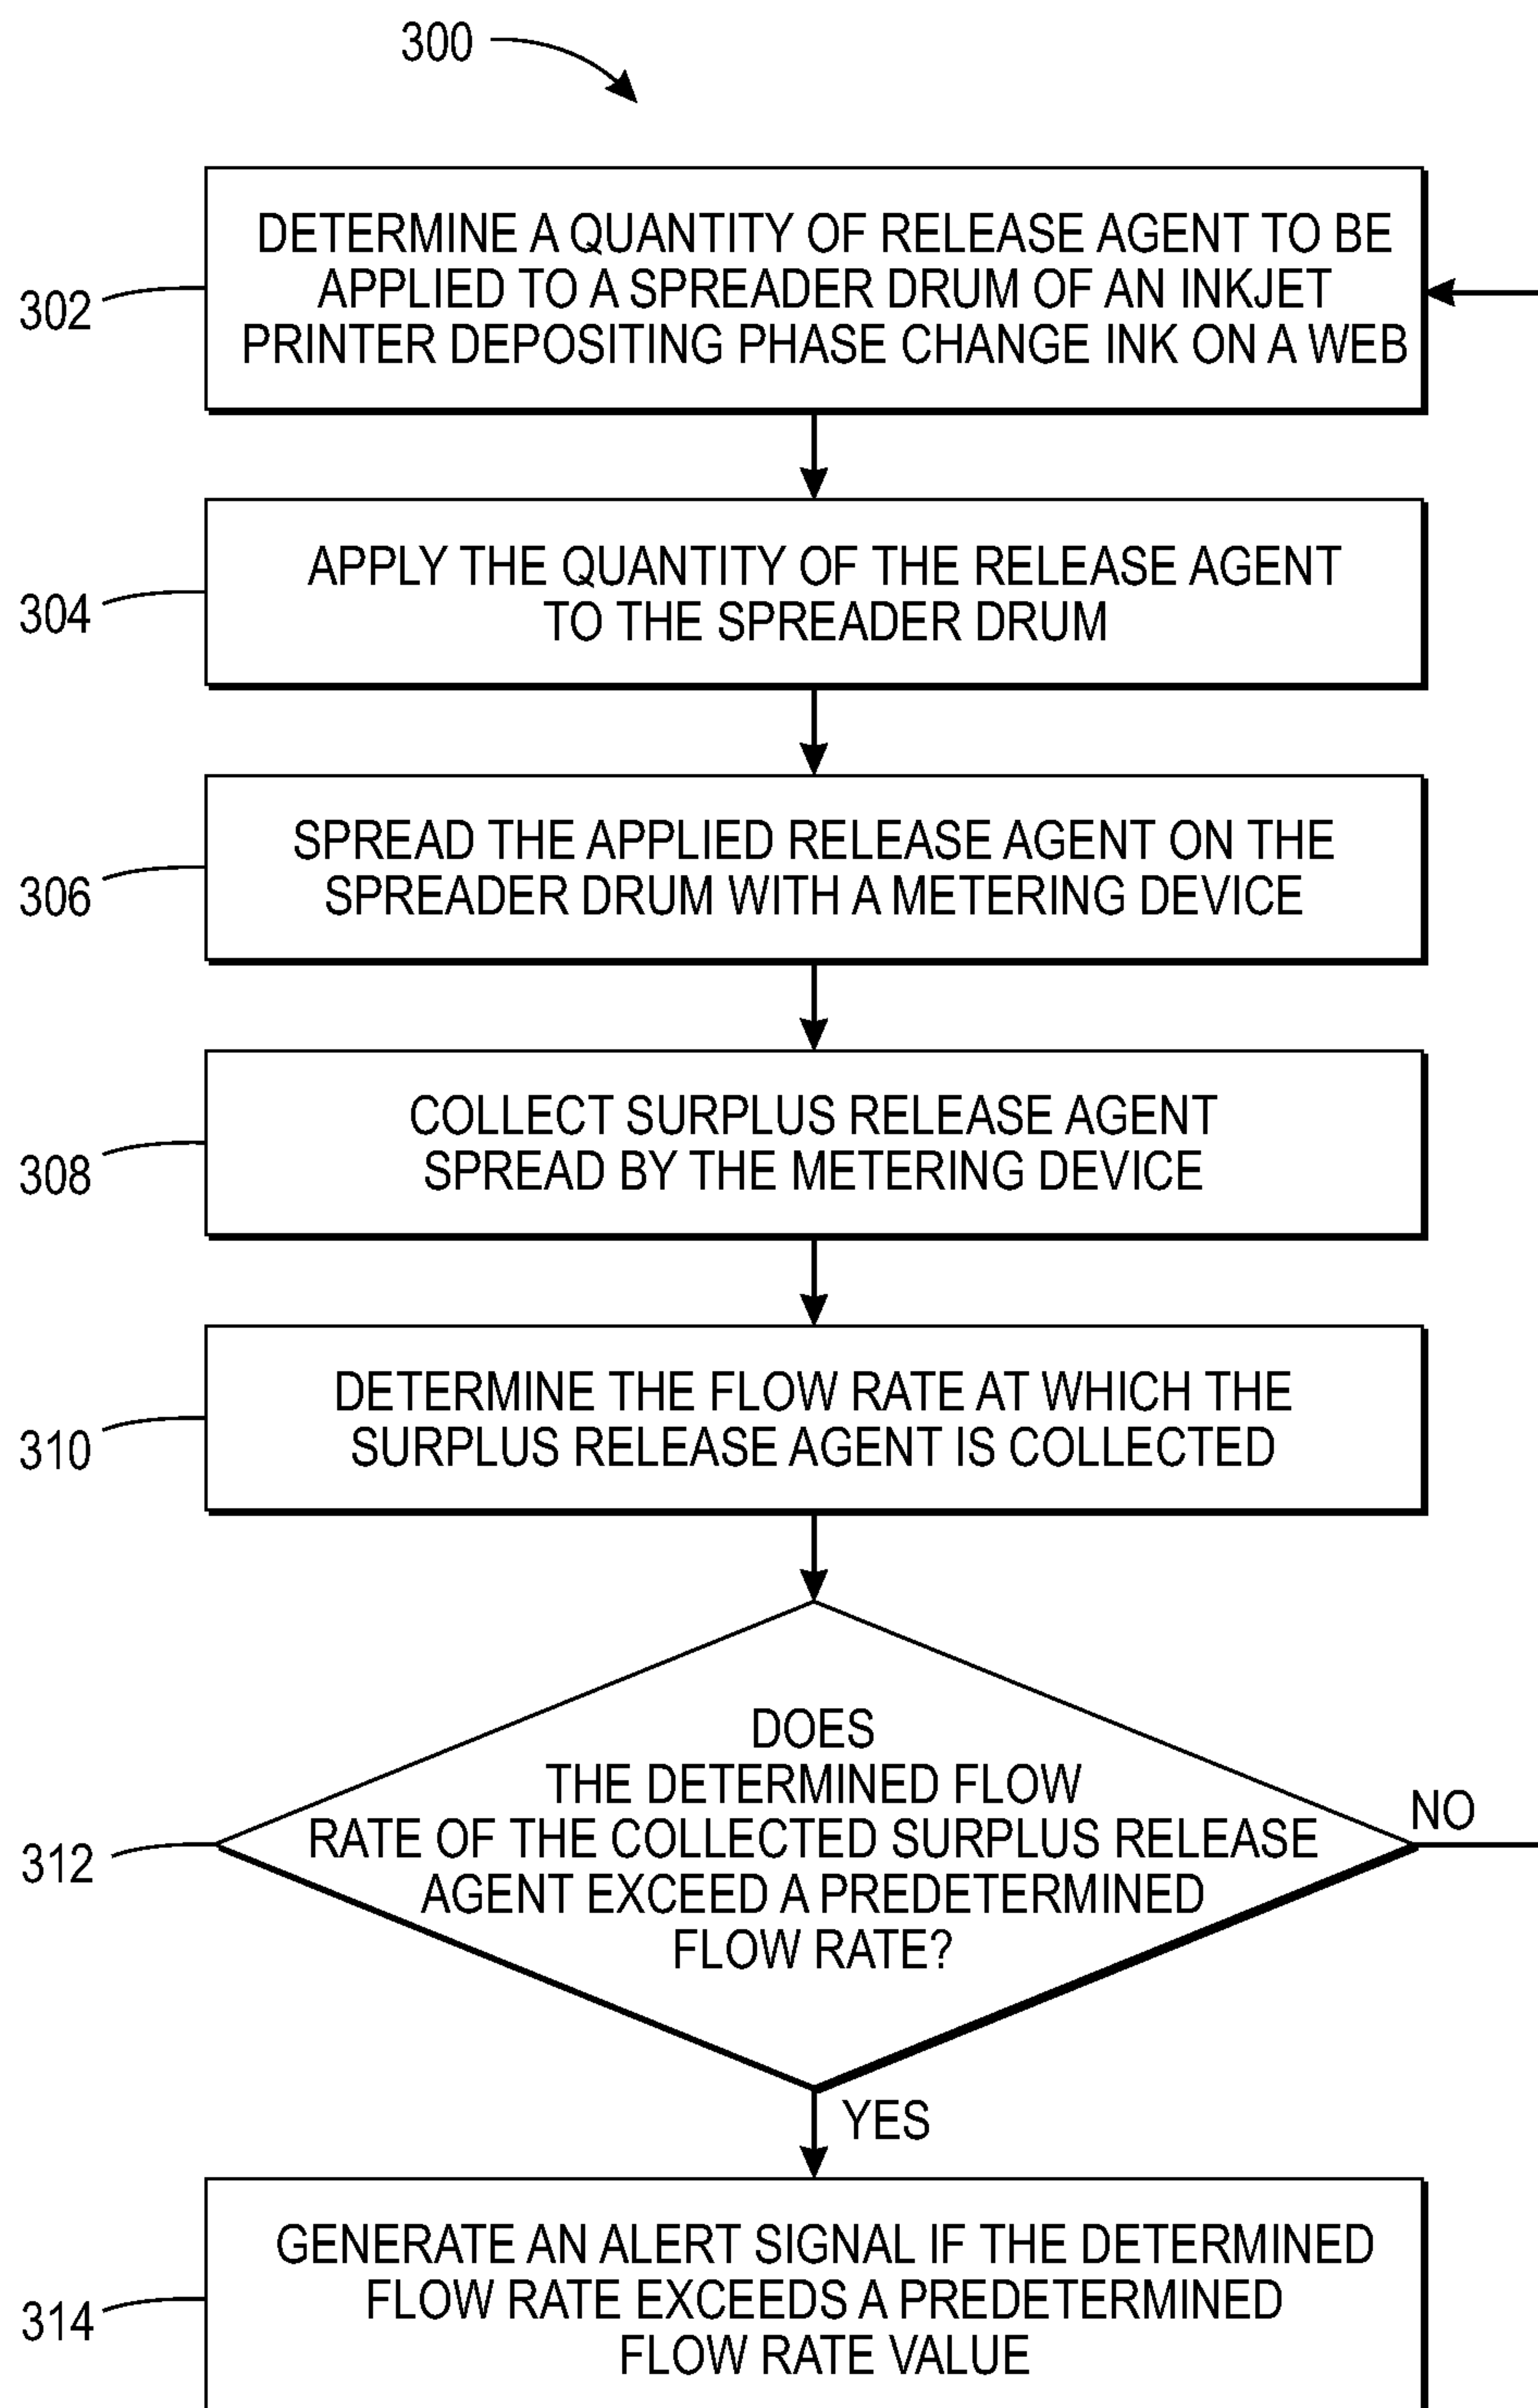 300
302
DETERMINE A QUANTITY OF RELEASE AGENT TO BE
APPLIED TO A SPREADER DRUM OF AN INKJET
PRINTER DEPOSITING PHASE CHANGE INK ON A WEB
304
APPLY THE QUANTITY OF THE RELEASE AGENT
TO THE SPREADER DRUM
306
SPREAD THE APPLIED RELEASE AGENT ON THE
SPREADER DRUM WITH A METERING DEVICE
308
COLLECT SURPLUS RELEASE AGENT
SPREAD BY THE METERING DEVICE
310
DETERMINE THE FLOW RATE AT WHICH THE
SURPLUS RELEASE AGENT IS COLLECTED
312
DOES
THE DETERMINED FLOW
RATE OF THE COLLECTED SURPLUS RELEASE
AGENT EXCEED A PREDETERMINED
FLOW RATE?
NO
YES
314
GENERATE AN ALERT SIGNAL IF THE DETERMINED
FLOW RATE EXCEEDS A PREDETERMINED
FLOW RATE VALUE